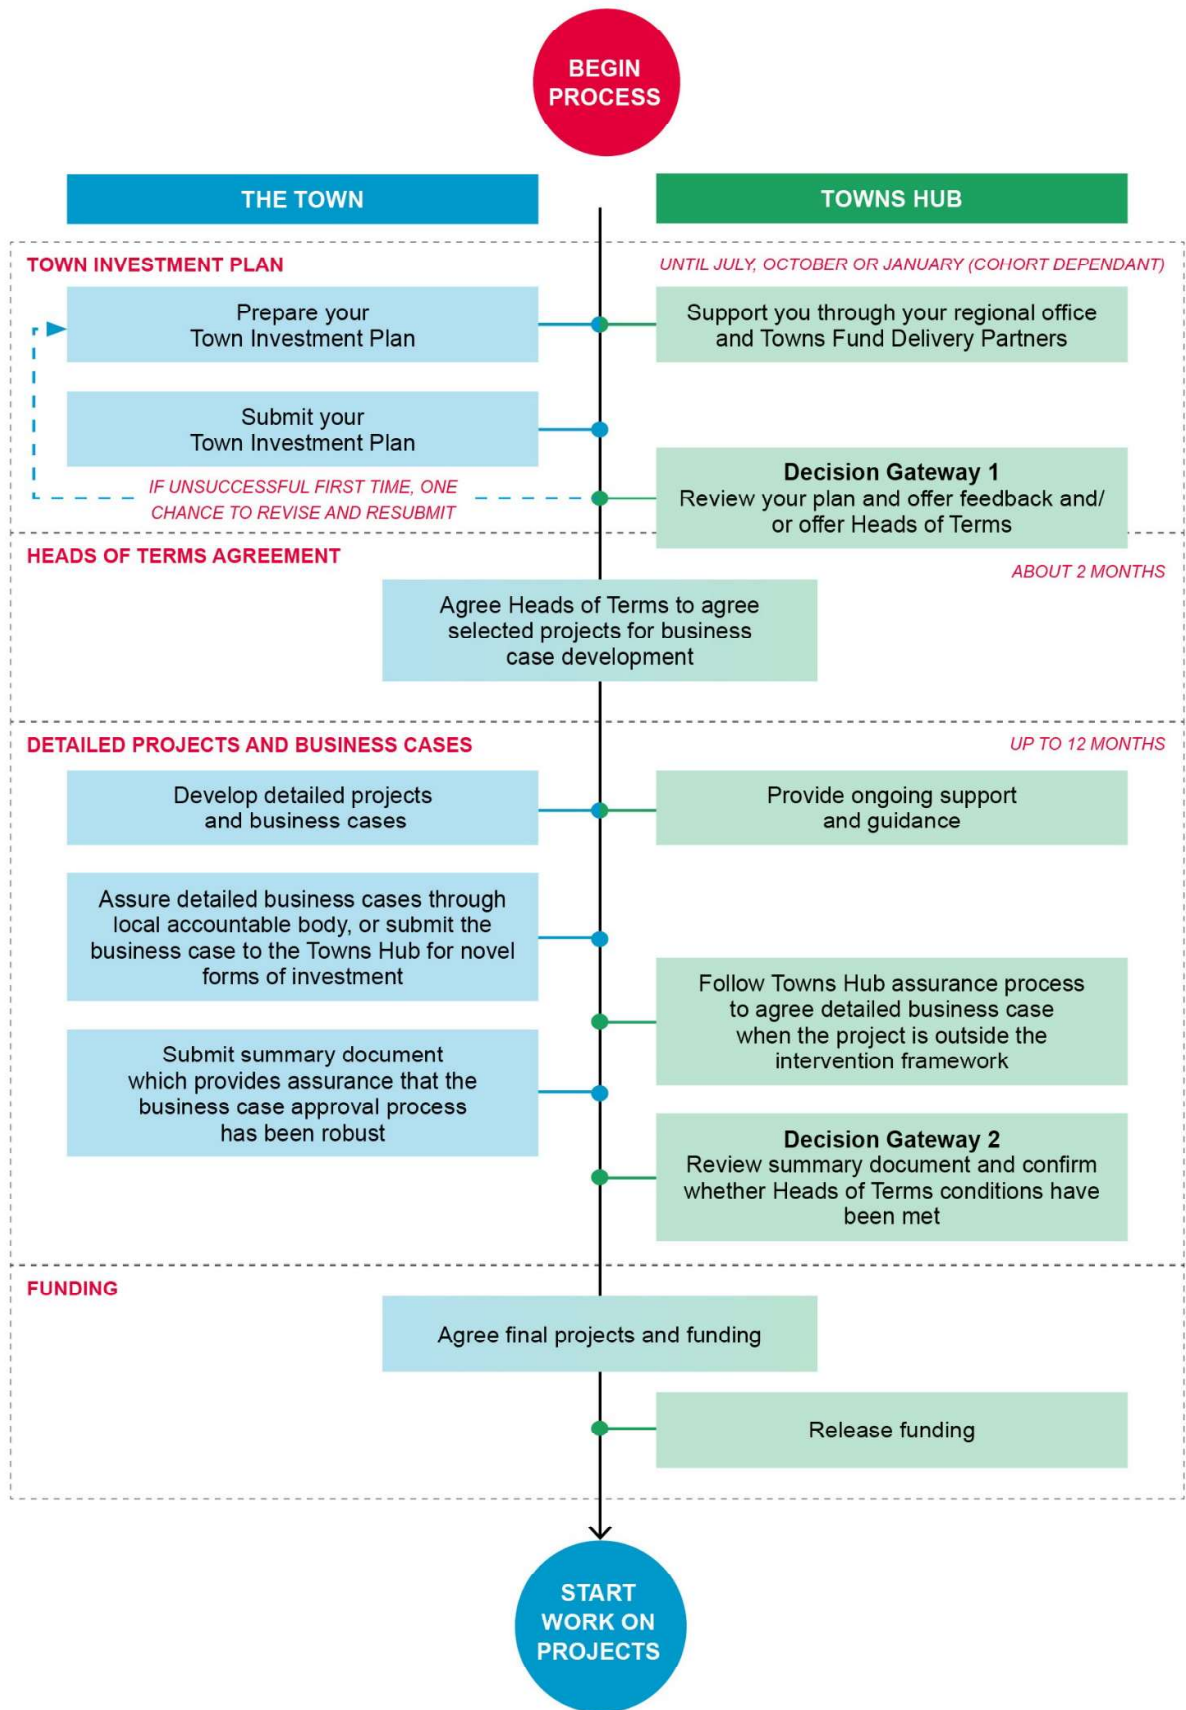 BEGIN
PROCESS
THE TOWN
TOWNS HUB
TOWN INVESTMENT PLAN
UNTIL JULY, OCTOBER OR JANUARY (COHORT DEPENDANT)
Prepare your
Town Investment Plan
Support you through your regional office
and Towns Fund Delivery Partners
Submit your
Town Investment Plan
Decision Gateway 1
Review your plan and offer feedback and/
or offer Heads of Terms
IF UNSUCCESSFUL FIRST TIME, ONE
CHANCE TO REVISE AND RESUBMIT
HEADS OF TERMS AGREEMENT
ABOUT 2 MONTHS
Agree Heads of Terms to agree
selected projects for business
case development
DETAILED PROJECTS AND BUSINESS CASES
UP TO 12 MONTHS
Develop detailed projects
and business cases
Provide ongoing support
and guidance
Assure detailed business cases through
local accountable body, or submit the
business case to the Towns Hub for novel
forms of investment
Follow Towns Hub assurance process
to agree detailed business case
when the project is outside the
intervention framework
Submit summary document
which provides assurance that the
business case approval process
has been robust
Decision Gateway 2
Review summary document and confirm
whether Heads of Terms conditions have
been met
FUNDING
Agree final projects and funding
Release funding
START
WORK ON
PROJECTS